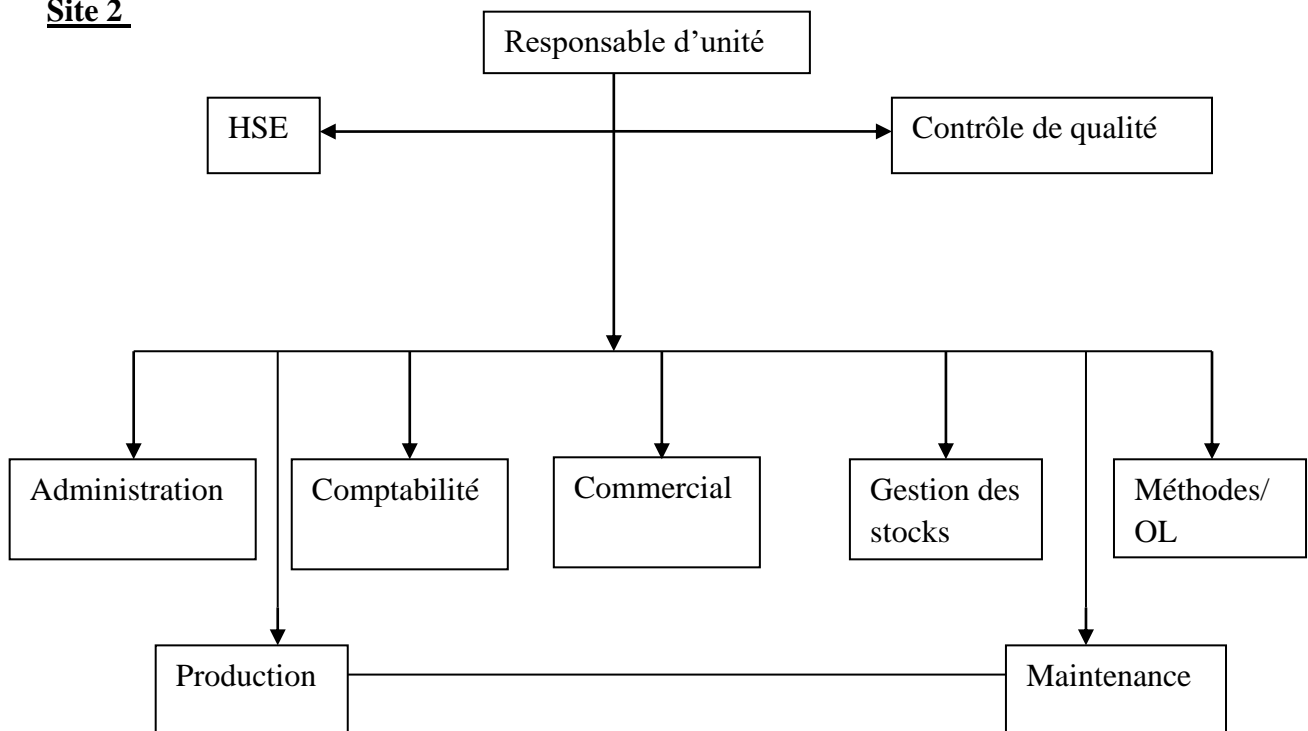 Site 2
Responsable d’unité
HSE
Contrôle de qualité
Administration
Comptabilité
Commercial
Gestion des
stocks
Méthodes/
OL
Production
Maintenance